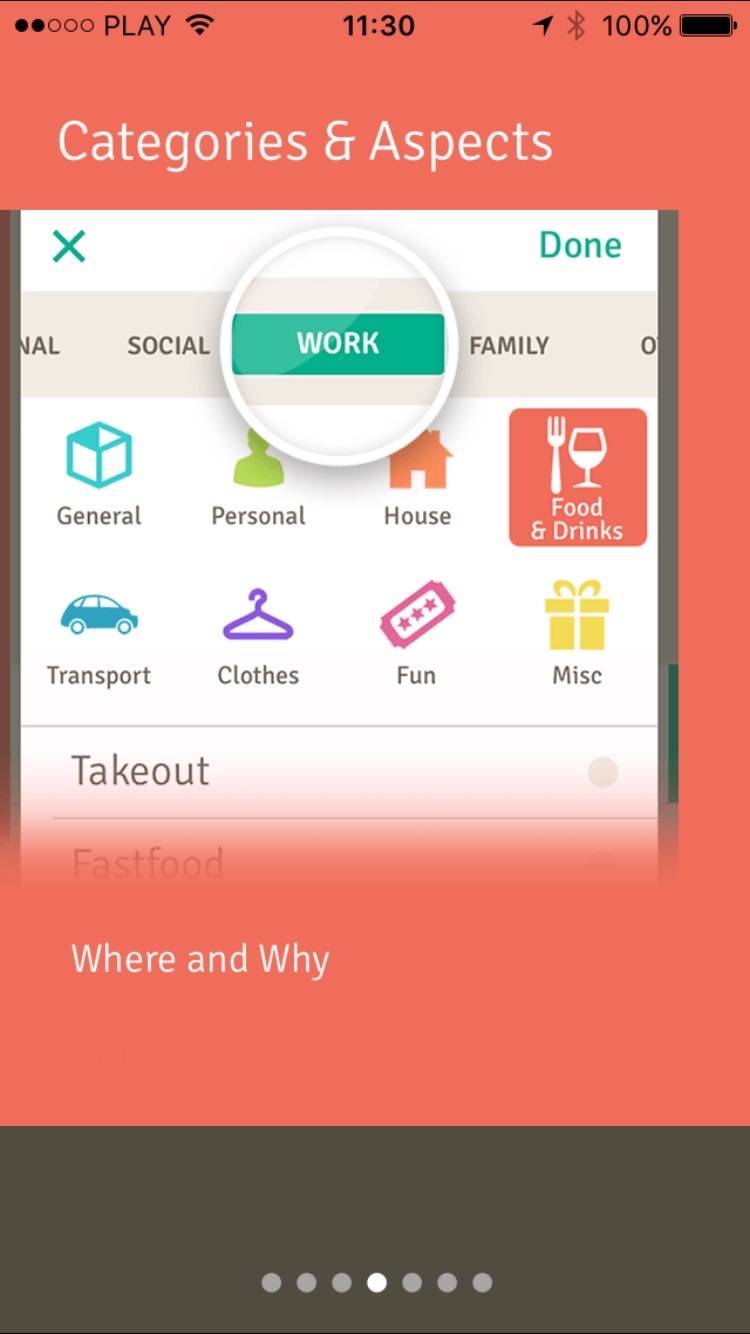 PLAY 11:30 100%
Categories & Aspects
Done
NAL SOCIAL WORK FAMILY O
General Personal House Food
& Drinks
Transport Clothes Fun Misc
Takeout
Fastfood
Where and Why